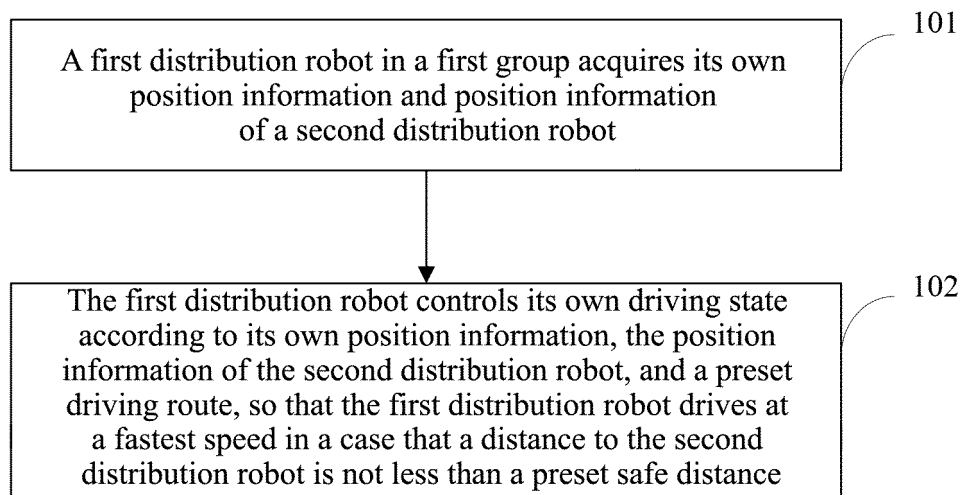 101
A first distribution robot in a first group acquires its own
position information and position information
of a second distribution robot
102
The first distribution robot controls its own driving state
according to its own position information, the position
information of the second distribution robot, and a preset
driving route, so that the first distribution robot drives at
a fastest speed in a case that a distance to the second
distribution robot is not less than a preset safe distance